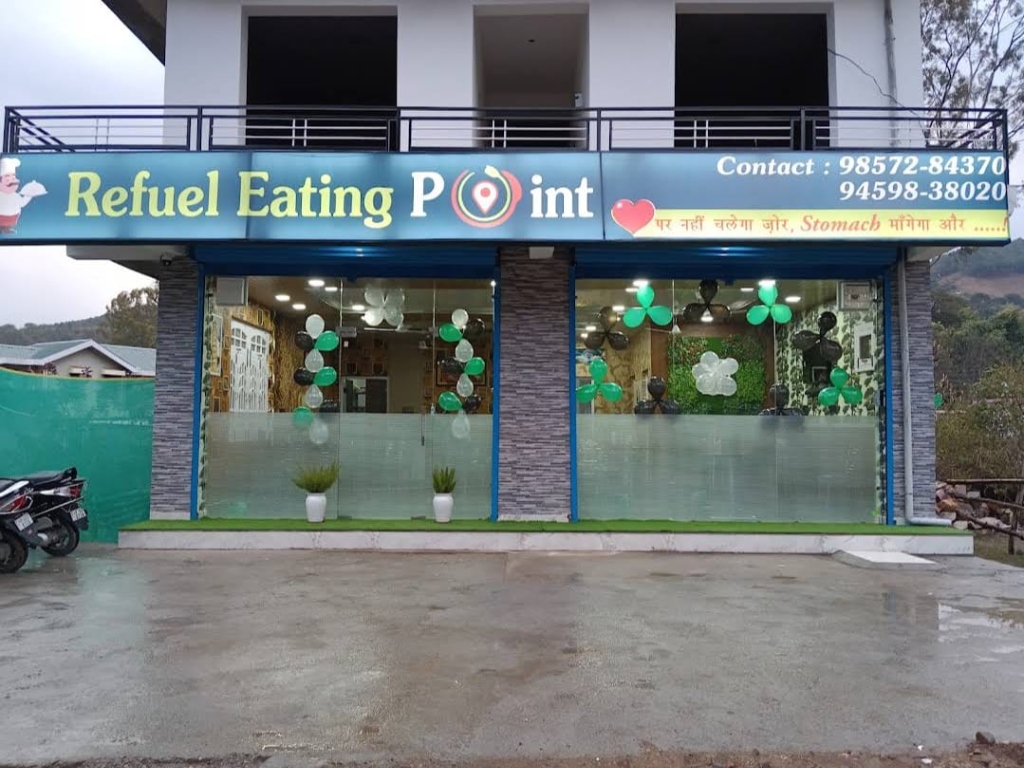 Refuel Eating Point
Contact : 98572-84370
94598-38020
पर नहीं चलेगा ज़ोर, Stomach माँगेगा और ......!